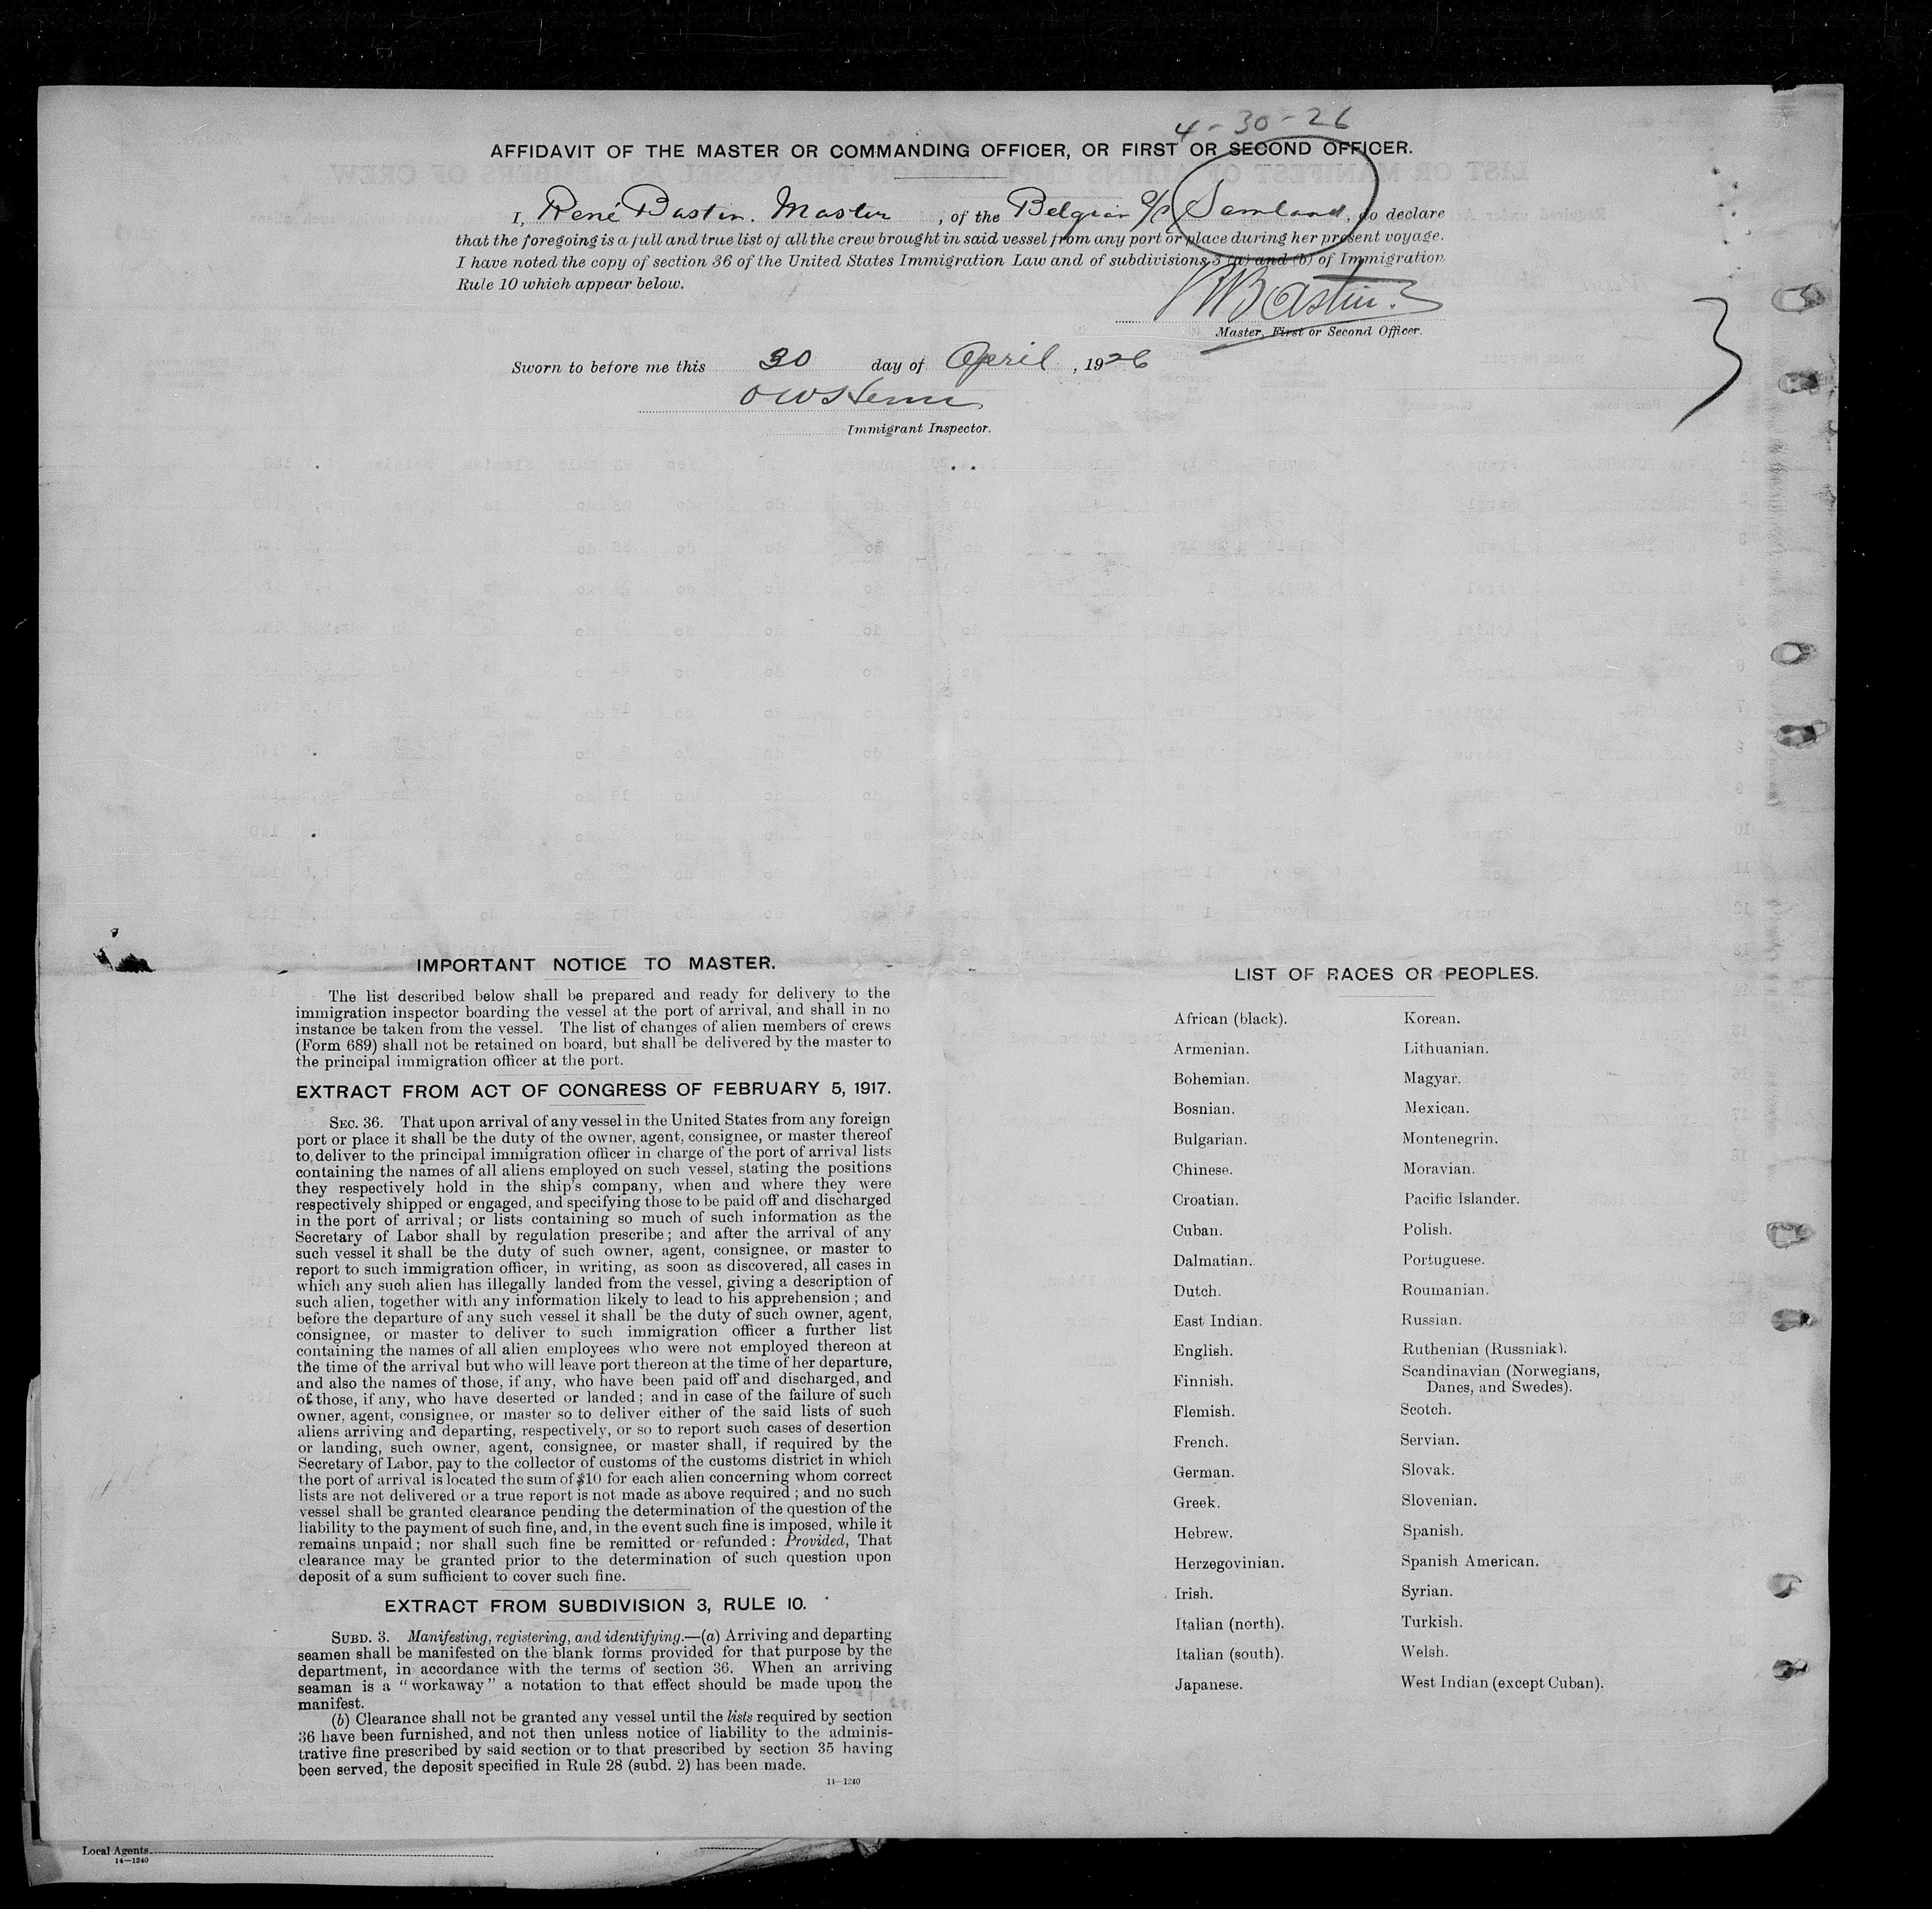 4-30-26
AFFIDAVIT OF THE MASTER OR COMMANDING OFFICER, OR FIRST OR SECOND OFFICER.
I, René Bastin. Master, of the Belgian S/S Samland, do declare
that the foregoing is a full and true list of all the crew brought in said vessel from any port or place during her present voyage.
I have noted the copy of section 36 of the United States Immigration Law and of subdivisions 3 (a) and (b) of Immigration
Rule 10 which appear below.
RBastin.
Master, First or Second Officer.
Sworn to before me this 30 day of April, 1926
Immigrant Inspector.
IMPORTANT NOTICE TO MASTER.
The list described below shall be prepared and ready for delivery to the
immigration inspector boarding the vessel at the port of arrival, and shall in no
instance be taken from the vessel. The list of changes of alien members of crews
(Form 689) shall not be retained on board, but shall be delivered by the master to
the principal immigration officer at the port.
EXTRACT FROM ACT OF CONGRESS OF FEBRUARY 5, 1917.
SEC. 36. That upon arrival of any vessel in the United States from any foreign
port or place it shall be the duty of the owner, agent, consignee, or master thereof
to deliver to the principal immigration officer in charge of the port of arrival lists
containing the names of all aliens employed on such vessel, stating the positions
they respectively hold in the ship's company, when and where they were
respectively shipped or engaged, and specifying those to be paid off and discharged
in the port of arrival; or lists containing so much of such information as the
Secretary of Labor shall by regulation prescribe; and after the arrival of any
such vessel it shall be the duty of such owner, agent, consignee, or master to
report to such immigration officer, in writing, as soon as discovered, all cases in
which any such alien has illegally landed from the vessel, giving a description of
such alien, together with any information likely to lead to his apprehension; and
before the departure of any such vessel it shall be the duty of such owner, agent,
consignee, or master to deliver to such immigration officer a further list
containing the names of all alien employees who were not employed thereon at
the time of the arrival but who will leave port thereon at the time of her departure,
and also the names of those, if any, who have been paid off and discharged, and
of those, if any, who have deserted or landed; and in case of the failure of such
owner, agent, consignee, or master so to deliver either of the said lists of such
aliens arriving and departing, respectively, or so to report such cases of desertion
or landing, such owner, agent, consignee, or master shall, if required by the
Secretary of Labor, pay to the collector of customs of the customs district in which
the port of arrival is located the sum of $10 for each alien concerning whom correct
lists are not delivered or a true report is not made as above required; and no such
vessel shall be granted clearance pending the determination of the question of the
liability to the payment of such fine, and, in the event such fine is imposed, while it
remains unpaid; nor shall such fine be remitted or refunded: Provided, That
clearance may be granted prior to the determination of such question upon
deposit of a sum sufficient to cover such fine.
EXTRACT FROM SUBDIVISION 3, RULE 10.
SUBD. 3. Manifesting, registering, and identifying.—(a) Arriving and departing
seamen shall be manifested on the blank forms provided for that purpose by the
department, in accordance with the terms of section 36. When an arriving
seaman is a "workaway" a notation to that effect should be made upon the
manifest.
(b) Clearance shall not be granted any vessel until the lists required by section
36 have been furnished, and not then unless notice of liability to the adminis-
trative fine prescribed by said section or to that prescribed by section 35 having
been served, the deposit specified in Rule 28 (subd. 2) has been made.
14—1240
LIST OF RACES OR PEOPLES.
African (black). Korean.
Armenian. Lithuanian.
Bohemian. Magyar.
Bosnian. Mexican.
Bulgarian. Montenegrin.
Chinese. Moravian.
Croatian. Pacific Islander.
Cuban. Polish.
Dalmatian. Portuguese.
Dutch. Roumanian.
East Indian. Russian.
English. Ruthenian (Russniak).
Finnish. Scandinavian (Norwegians,
Danes, and Swedes).
Flemish. Scotch.
French. Servian.
German. Slovak.
Greek. Slovenian.
Hebrew. Spanish.
Herzegovinian. Spanish American.
Irish. Syrian.
Italian (north). Turkish.
Italian (south). Welsh.
Japanese. West Indian (except Cuban).
Local Agents
14—1240